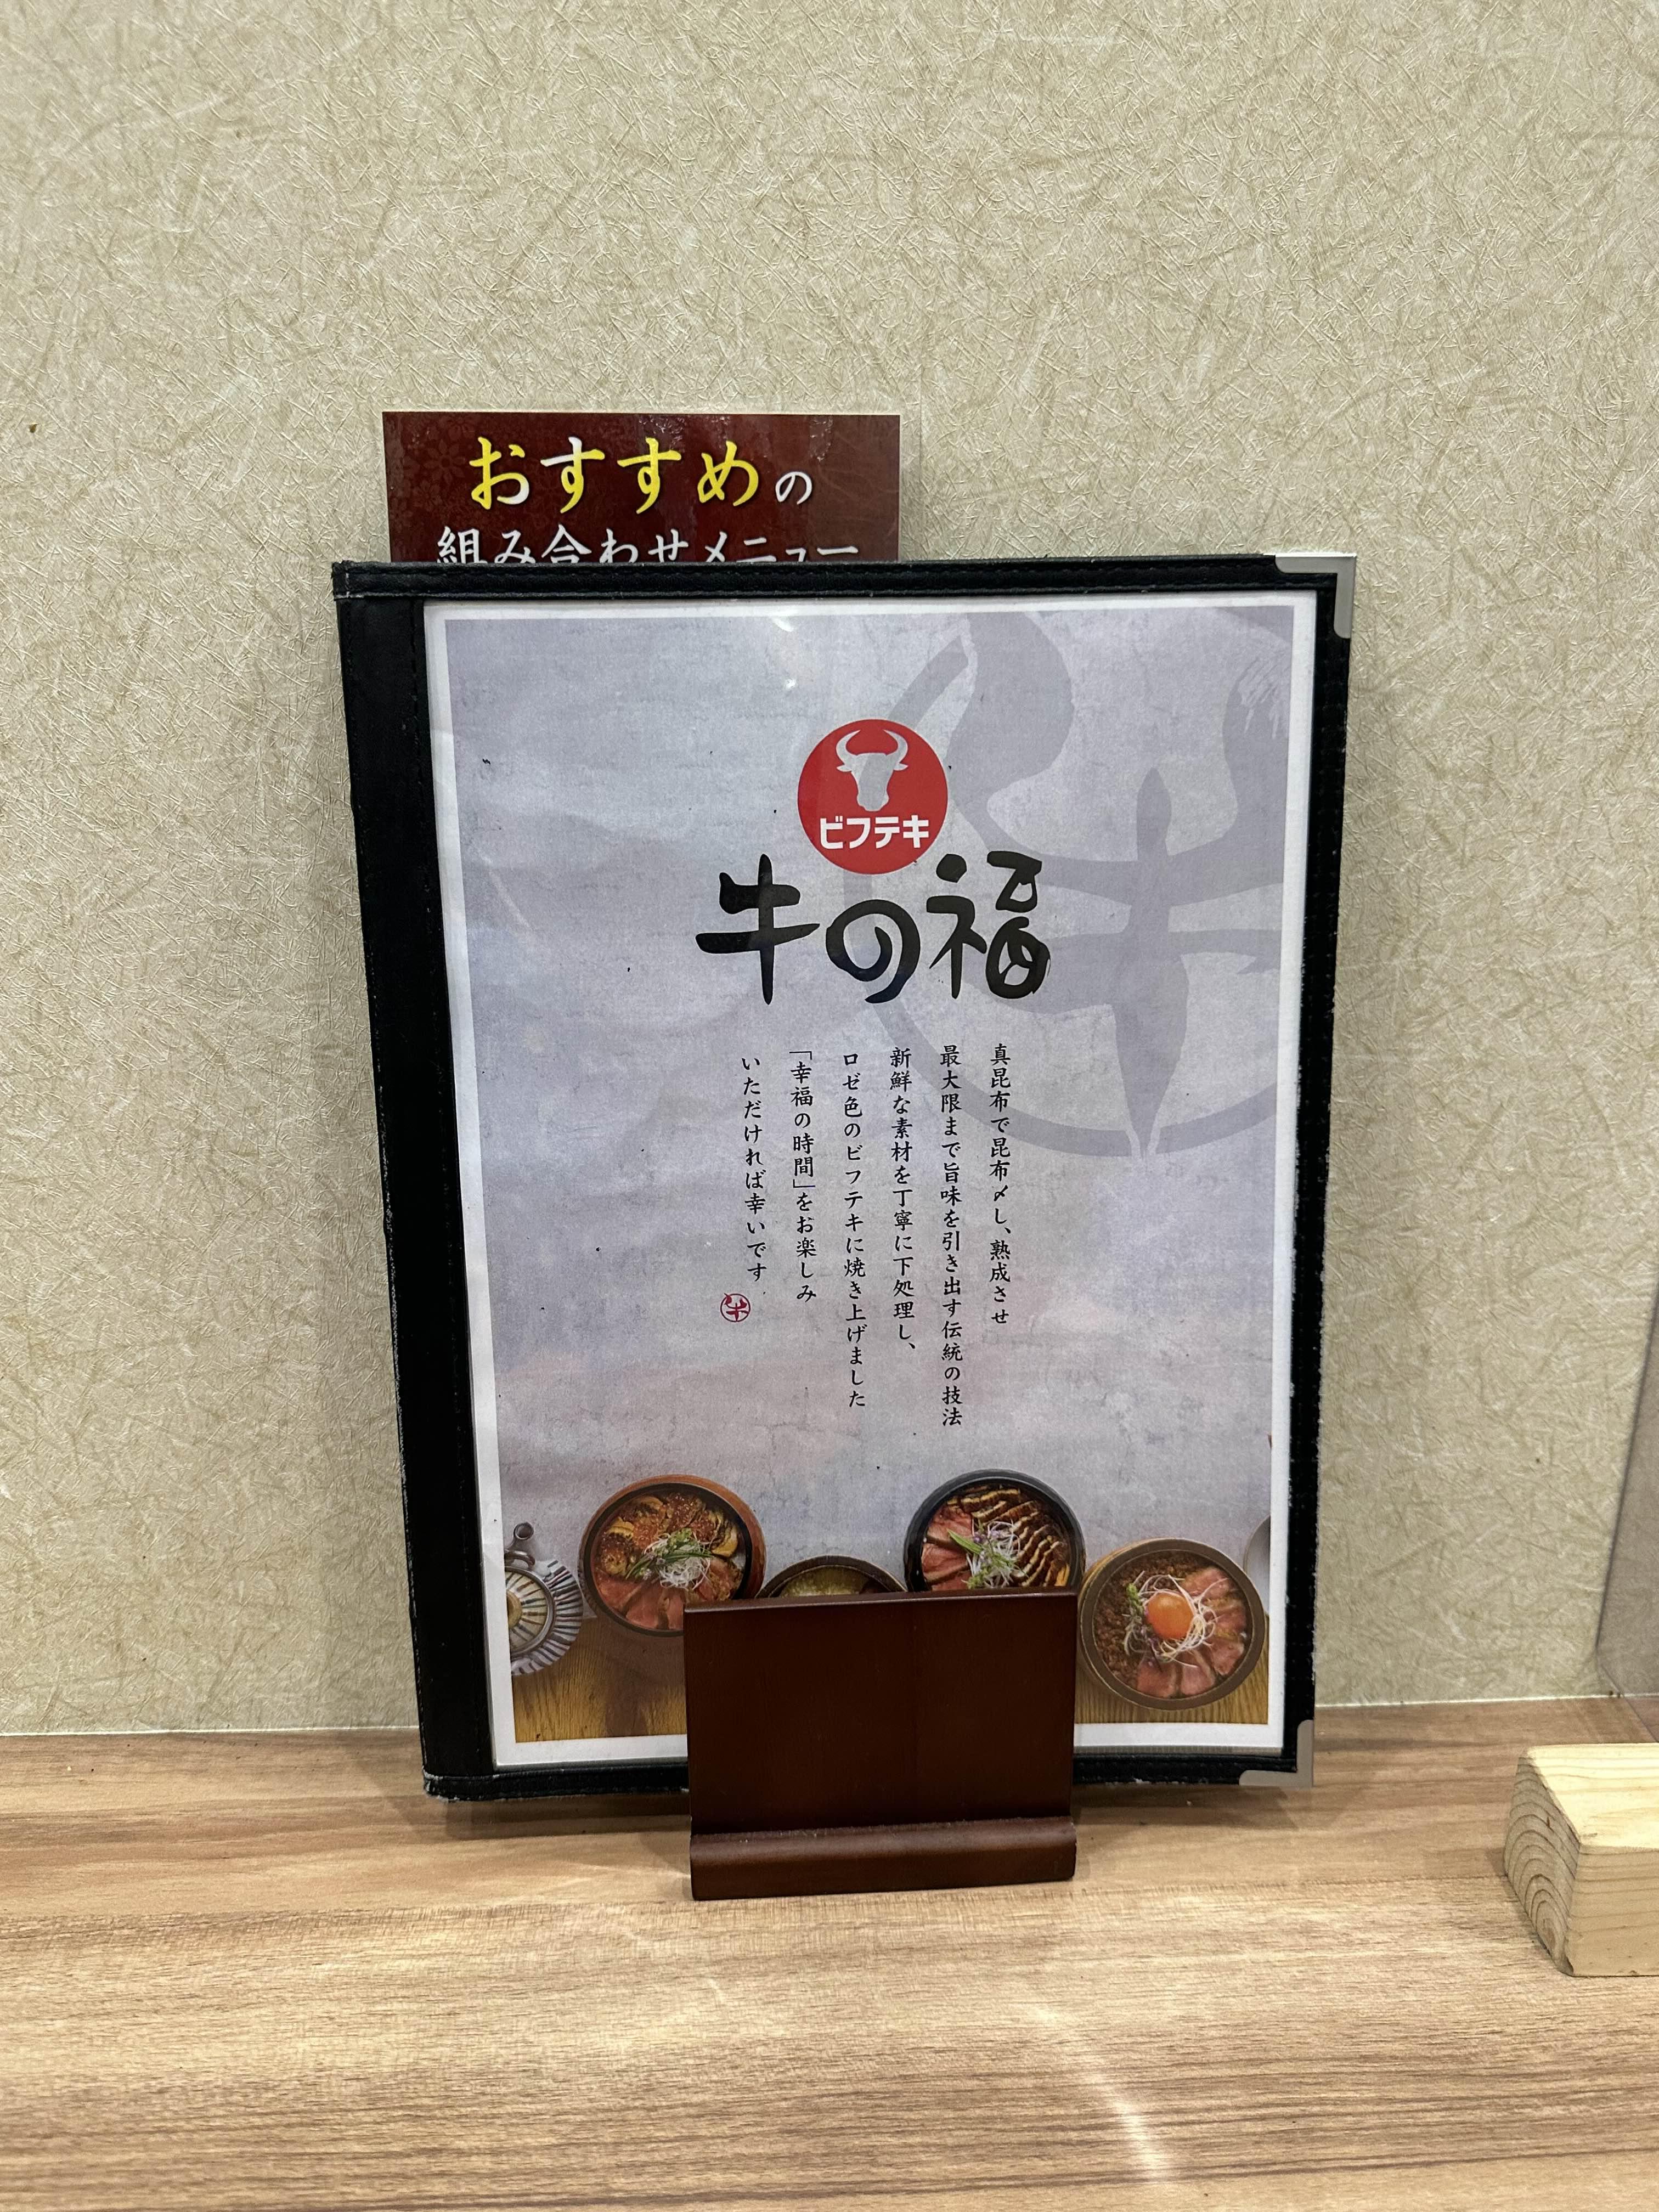 おすすめの
組み合わせメニュー
ビフテキ
牛の福
真昆布で昆布〆し、熟成させ
最大限まで旨味を引き出す伝統の技法
新鮮な素材を丁寧に下処理し、
ロゼ色のビフテキに焼き上げました
「幸福の時間」をお楽しみ
いただければ幸いです
牛
牛